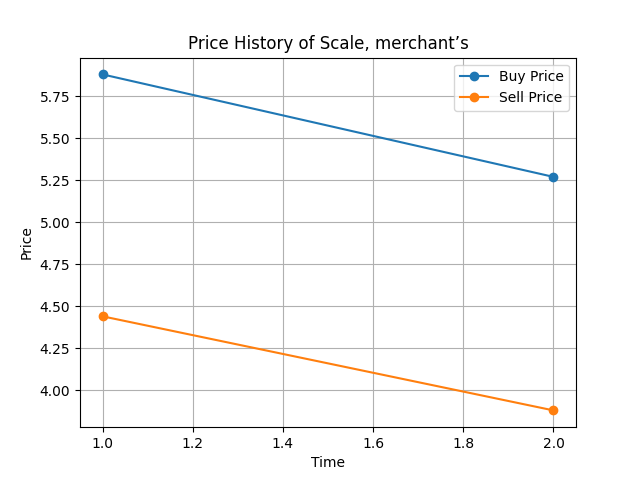 Price History of Scale, merchant’s
Buy Price
Sell Price
Price
5.75
5.50
5.25
5.00
4.75
4.50
4.25
4.00
1.0 1.2 1.4 1.6 1.8 2.0
Time